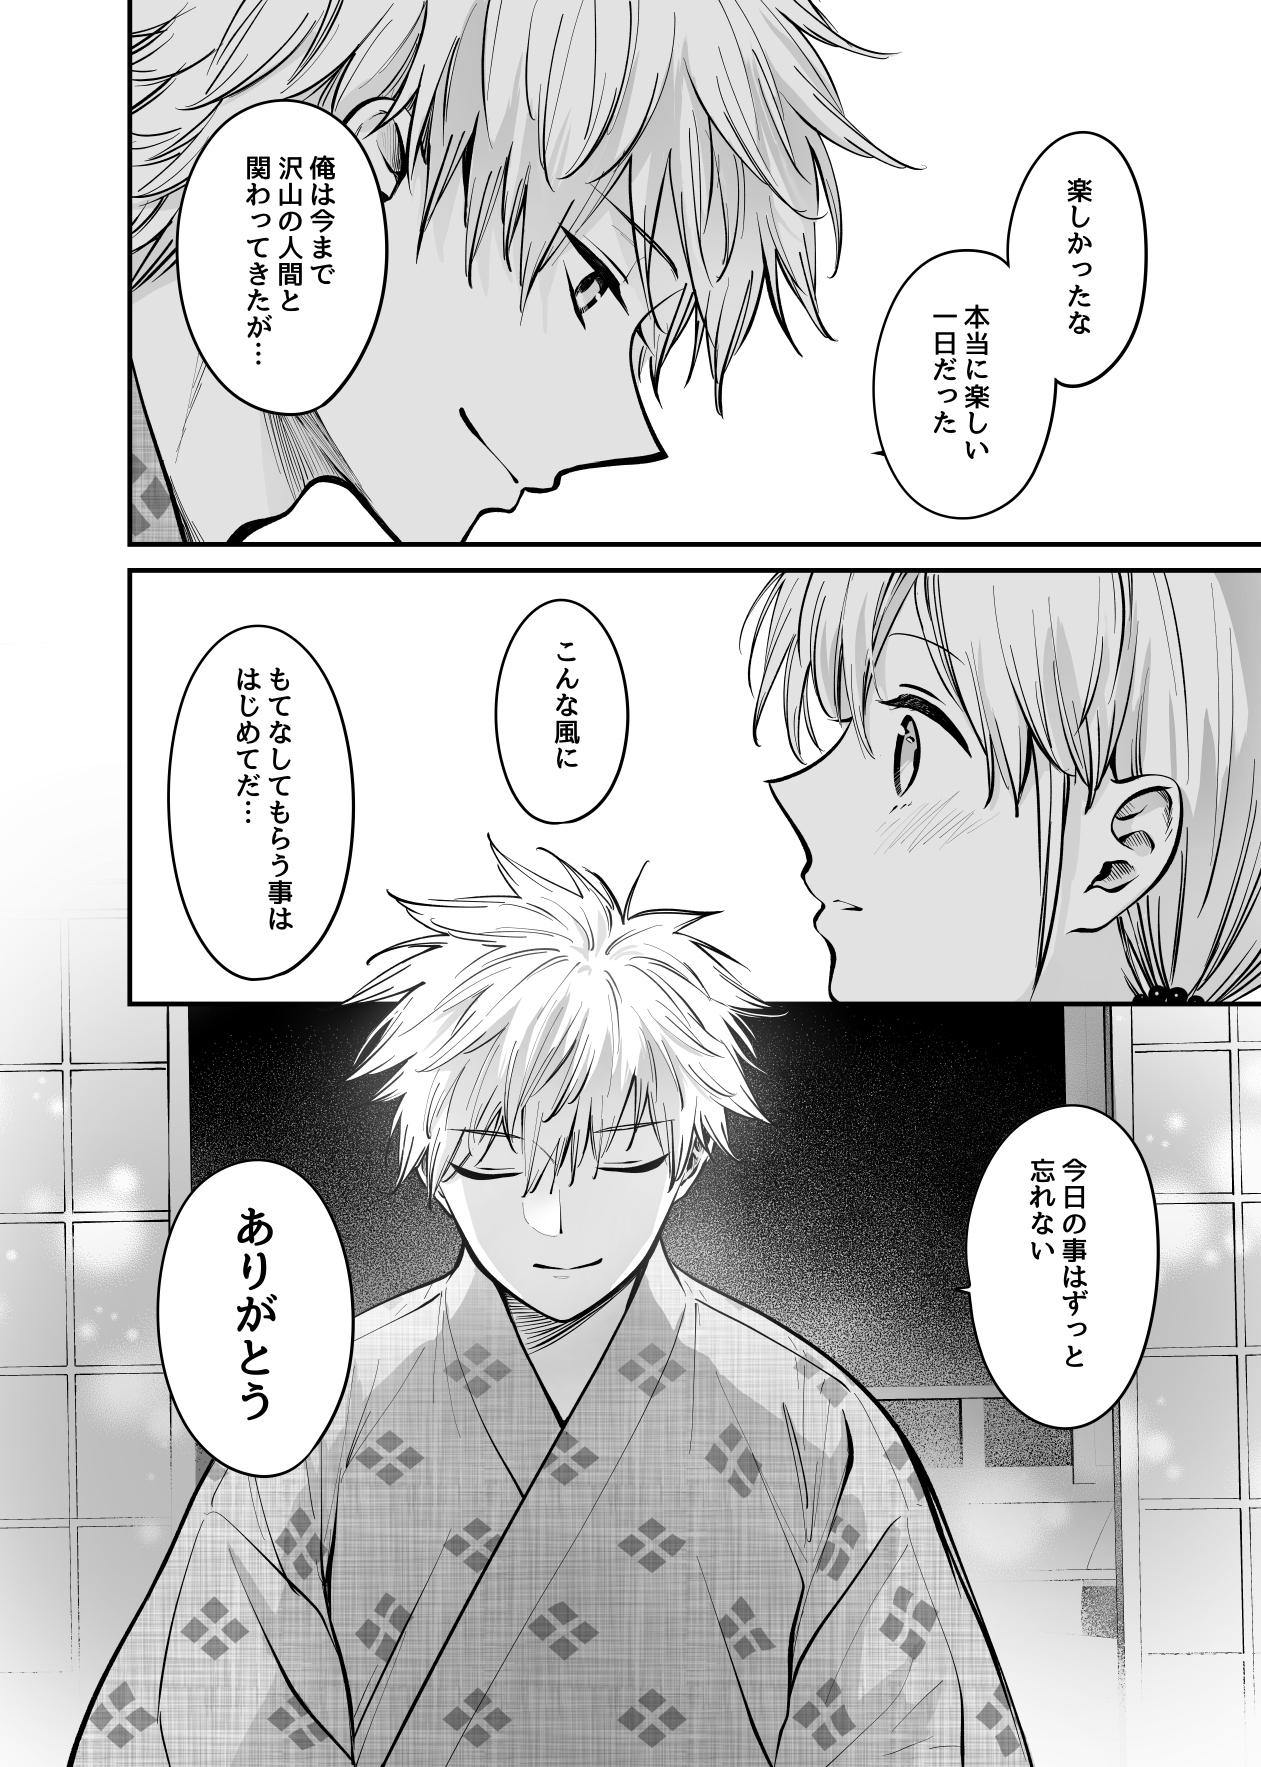 楽しかったな
本当に楽しい
一日だった
俺は今まで
沢山の人間と
関わってきたが…
こんな風に
もてなしてもらう事は
はじめてだ…
今日の事はずっと
忘れない
ありがとう